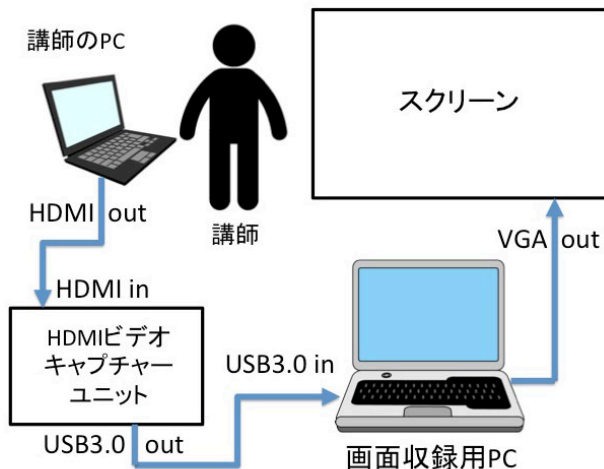 講師のPC
スクリーン
HDMI out
講師
VGA out
HDMI in
HDMIビデオ
キャプチャー
ユニット
USB3.0 in
USB3.0 out
画面収録用PC